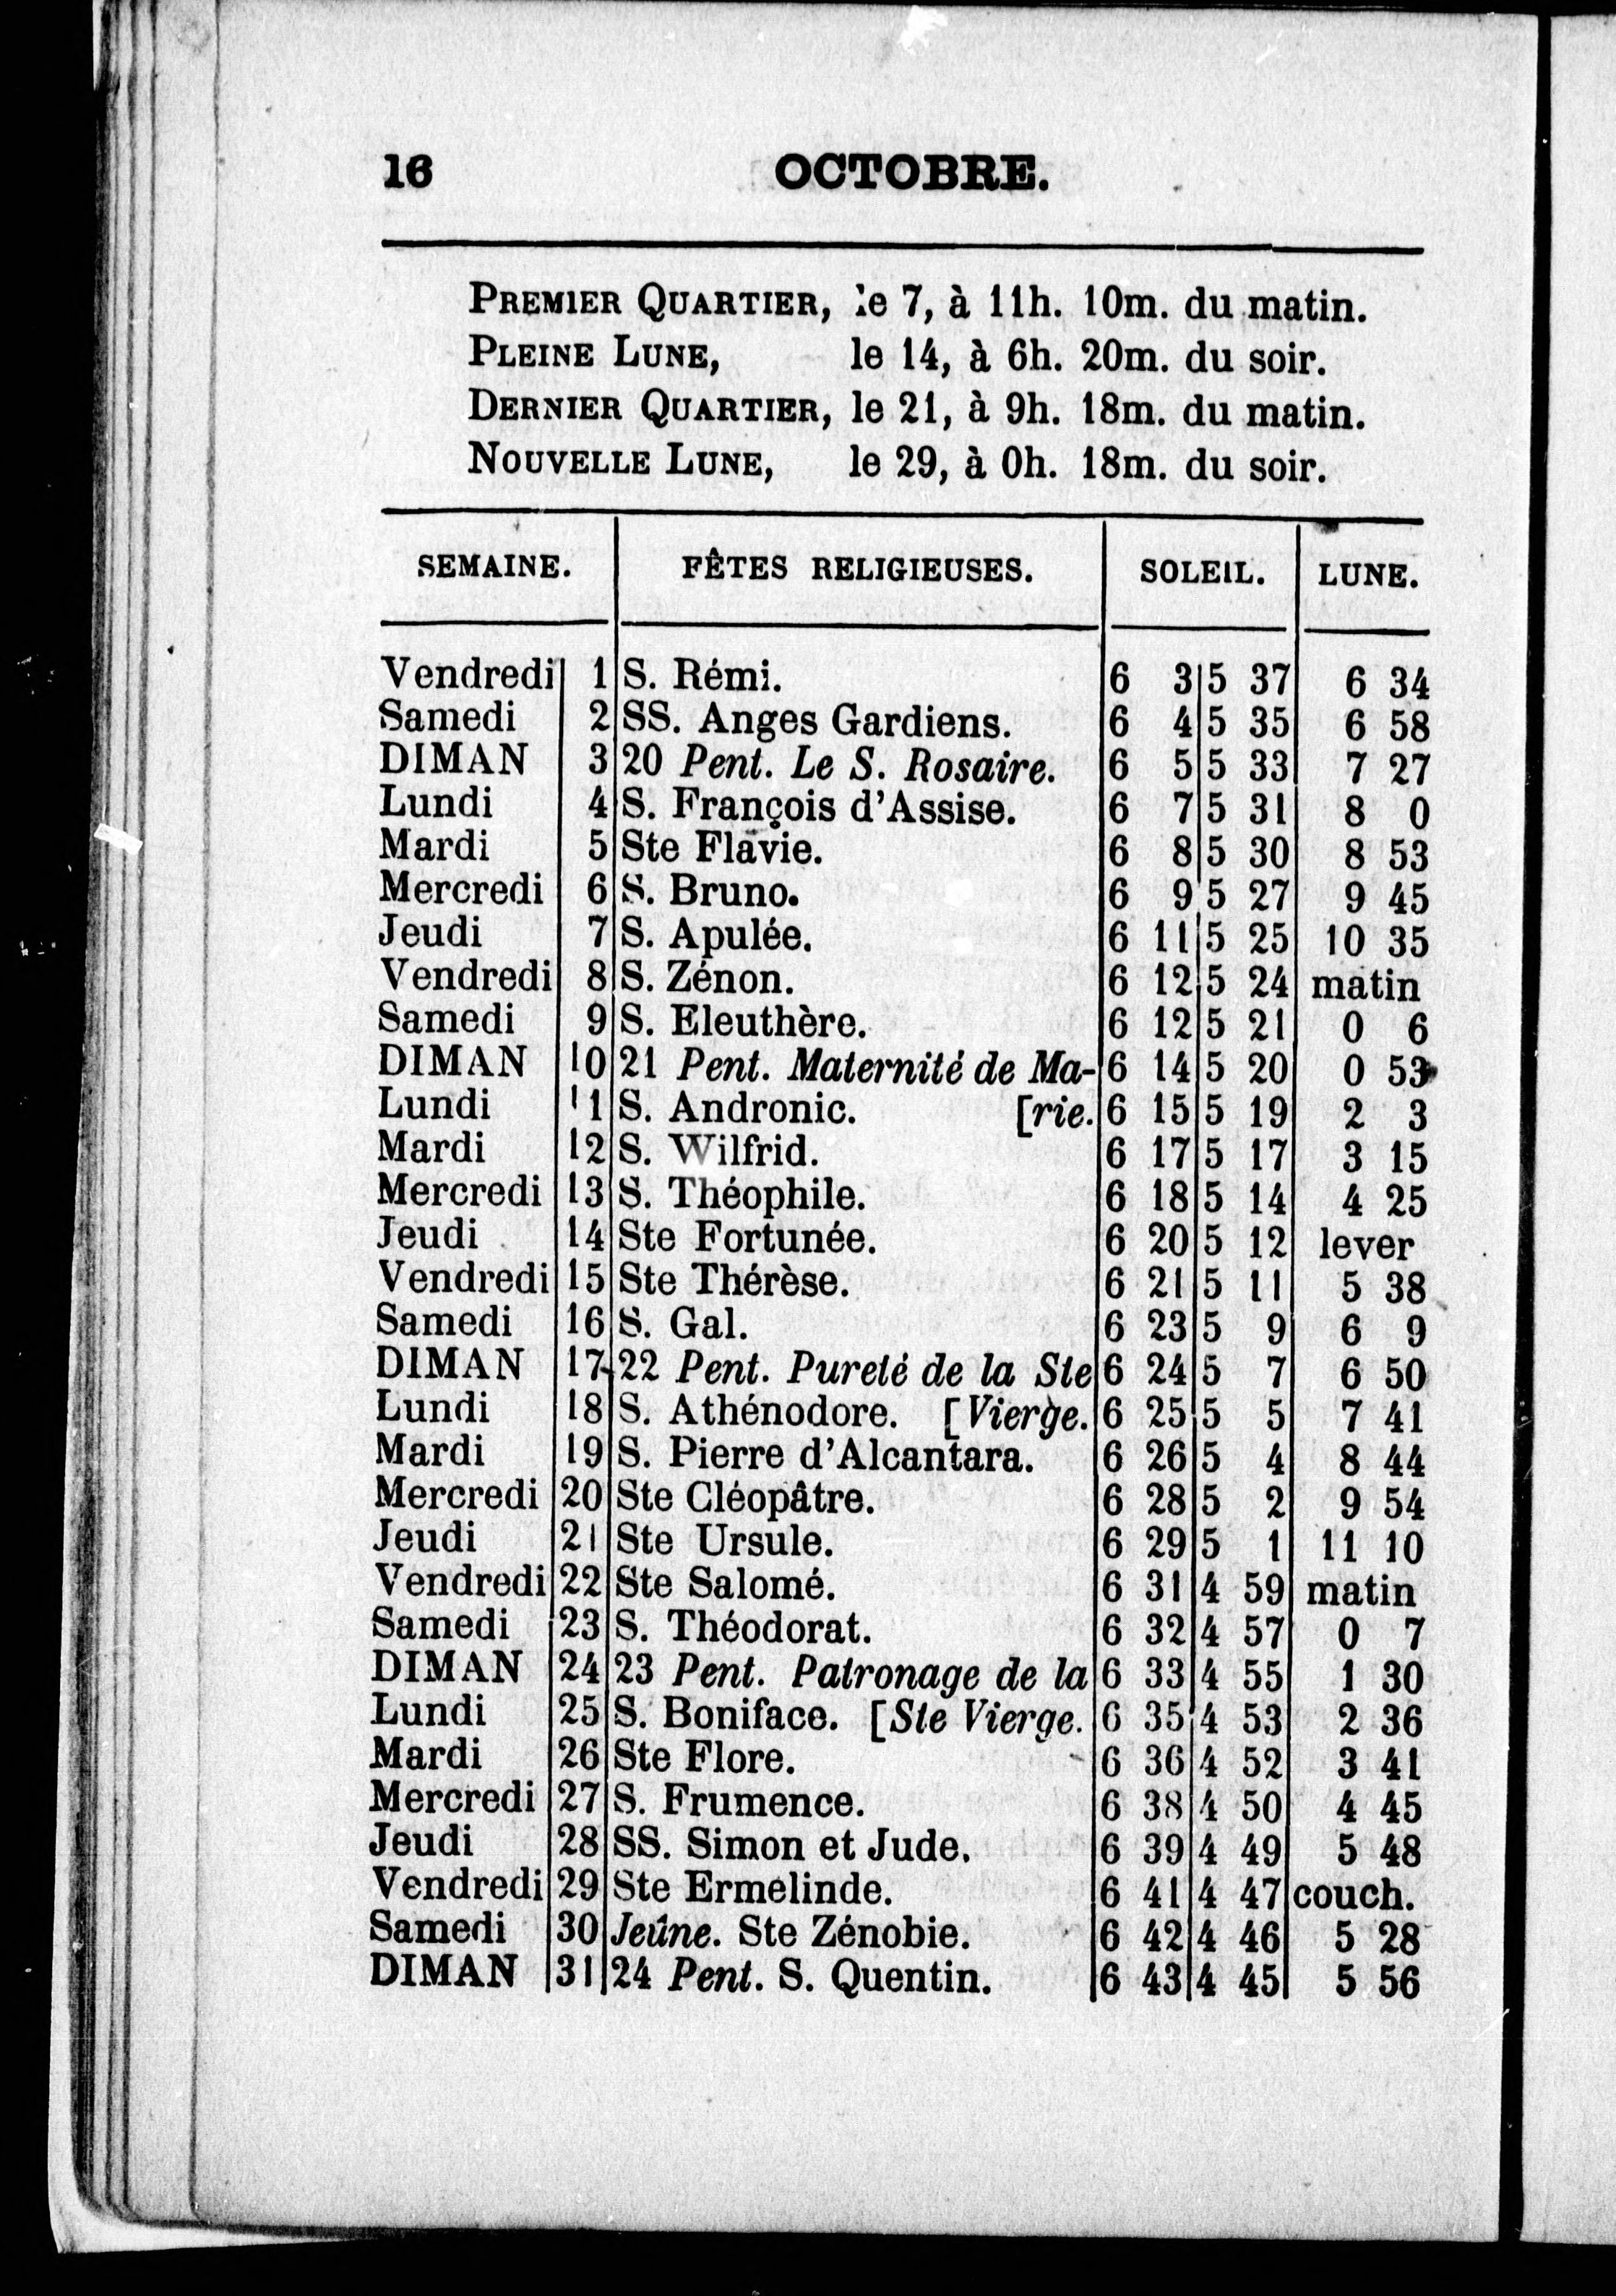 16 OCTOBRE.
PREMIER QUARTIER, le 7, à 11h. 10m. du matin.
PLEINE LUNE, le 14, à 6h. 20m. du soir.
DERNIER QUARTIER, le 21, à 9h. 18m. du matin.
NOUVELLE LUNE, le 29, à 0h. 18m. du soir.
SEMAINE. FÊTES RELIGIEUSES. SOLEIL. LUNE.
Vendredi 1 S. Rémi. 6 3 5 37 6 34
Samedi 2 SS. Anges Gardiens. 6 4 5 35 6 58
DIMAN 3 20 Pent. Le S. Rosaire. 6 5 5 33 7 27
Lundi 4 S. François d'Assise. 6 7 5 31 8 0
Mardi 5 Ste Flavie. 6 8 5 30 8 53
Mercredi 6 S. Bruno. 6 9 5 27 9 45
Jeudi 7 S. Apulée. 6 11 5 25 10 35
Vendredi 8 S. Zénon. 6 12 5 24 matin
Samedi 9 S. Eleuthère. 6 12 5 21 0 6
DIMAN 10 21 Pent. Maternité de Ma- 6 14 5 20 0 53
Lundi 11 S. Andronic. [rie. 6 15 5 19 2 3
Mardi 12 S. Wilfrid. 6 17 5 17 3 15
Mercredi 13 S. Théophile. 6 18 5 14 4 25
Jeudi 14 Ste Fortunée. 6 20 5 12 lever
Vendredi 15 Ste Thérèse. 6 21 5 11 5 38
Samedi 16 S. Gal. 6 23 5 9 6 9
DIMAN 17 22 Pent. Pureté de la Ste 6 24 5 7 6 50
Lundi 18 S. Athénodore. [Vierge. 6 25 5 5 7 41
Mardi 19 S. Pierre d'Alcantara. 6 26 5 4 8 44
Mercredi 20 Ste Cléopâtre. 6 28 5 2 9 54
Jeudi 21 Ste Ursule. 6 29 5 1 11 10
Vendredi 22 Ste Salomé. 6 31 4 59 matin
Samedi 23 S. Théodorat. 6 32 4 57 0 7
DIMAN 24 23 Pent. Patronage de la 6 33 4 55 1 30
Lundi 25 S. Boniface. [Ste Vierge. 6 35 4 53 2 36
Mardi 26 Ste Flore. 6 36 4 52 3 41
Mercredi 27 S. Frumence. 6 38 4 50 4 45
Jeudi 28 SS. Simon et Jude. 6 39 4 49 5 48
Vendredi 29 Ste Ermelinde. 6 41 4 47 couch.
Samedi 30 Jeûne. Ste Zénobie. 6 42 4 46 5 28
DIMAN 31 24 Pent. S. Quentin. 6 43 4 45 5 56